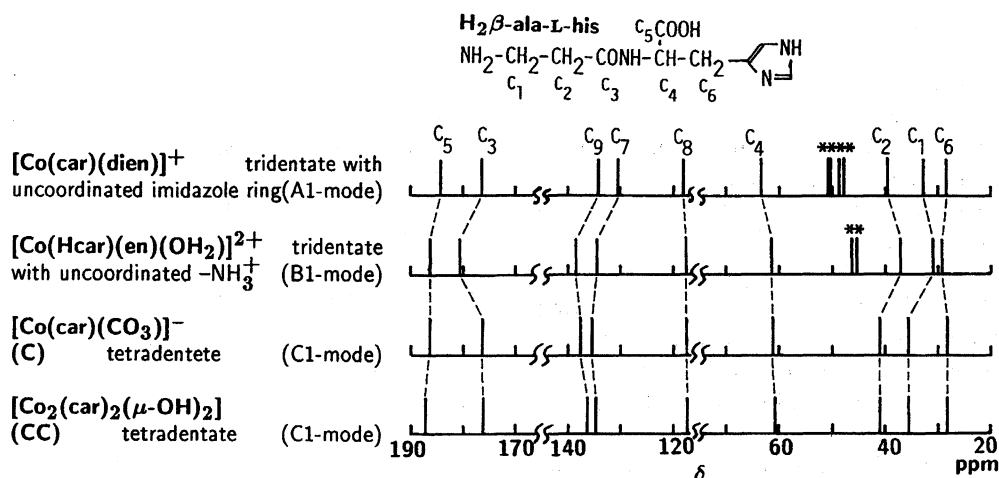 H₂β-ala-L-his
C₅COOH
NH₂-CH₂-CH₂-CONH-CH-CH₂
NH
N
C₁ C₂ C₃ C₄ C₆
C₅ C₃ C₉ C₇ C₈ C₄ **** C₂ C₁ C₆
[Co(car)(dien)]⁺ tridentate with
uncoordinated imidazole ring(A1-mode)
**
[Co(Hcar)(en)(OH₂)]²⁺ tridentate
with uncoordinated -NH₃⁺ (B1-mode)
[Co(car)(CO₃)]⁻
(C) tetradentete (C1-mode)
[Co₂(car)₂(μ-OH)₂]
(CC) tetradentate (C1-mode)
190 170 140 120 60 40 20
δ ppm